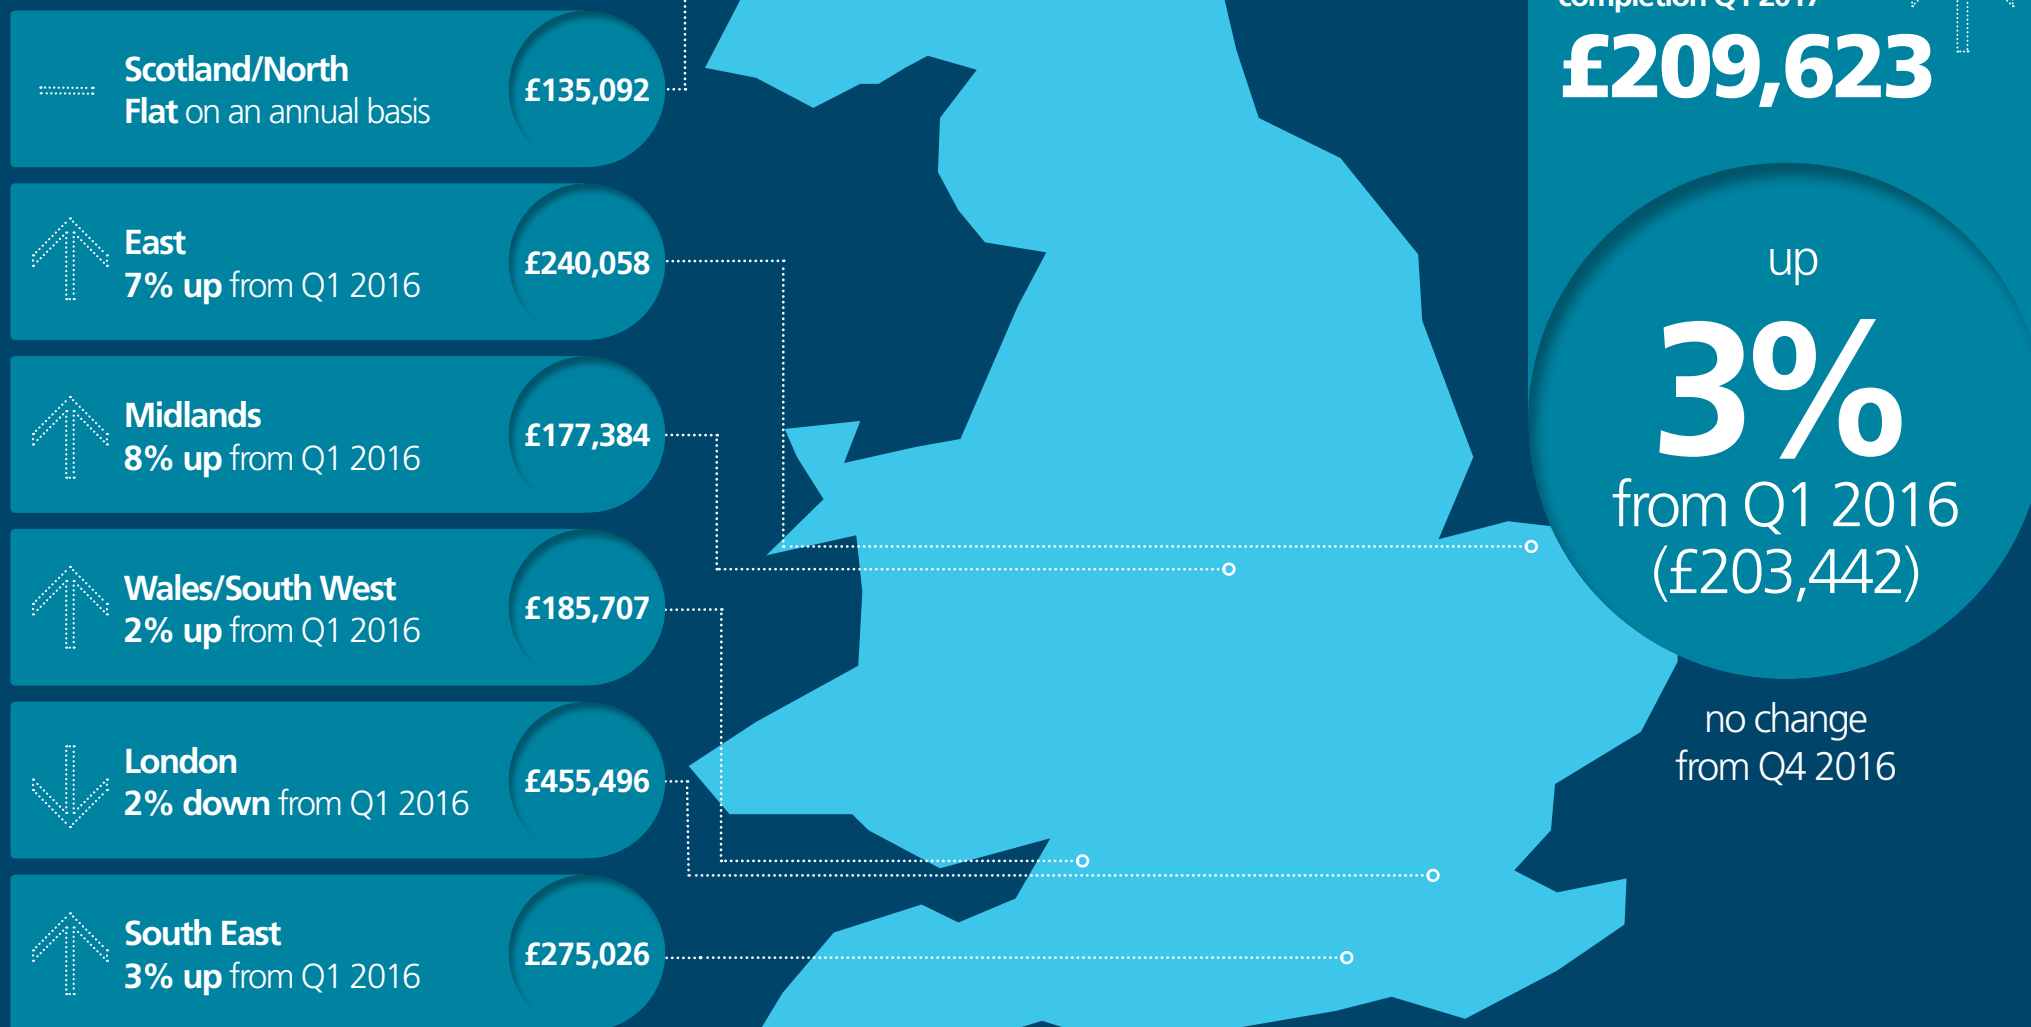 Scotland/North
Flat on an annual basis
£135,092
East
7% up from Q1 2016
£240,058
Midlands
8% up from Q1 2016
£177,384
Wales/South West
2% up from Q1 2016
£185,707
London
2% down from Q1 2016
£455,496
South East
3% up from Q1 2016
£275,026
completion Q1 2017
£209,623
up
3%
from Q1 2016
(£203,442)
no change
from Q4 2016